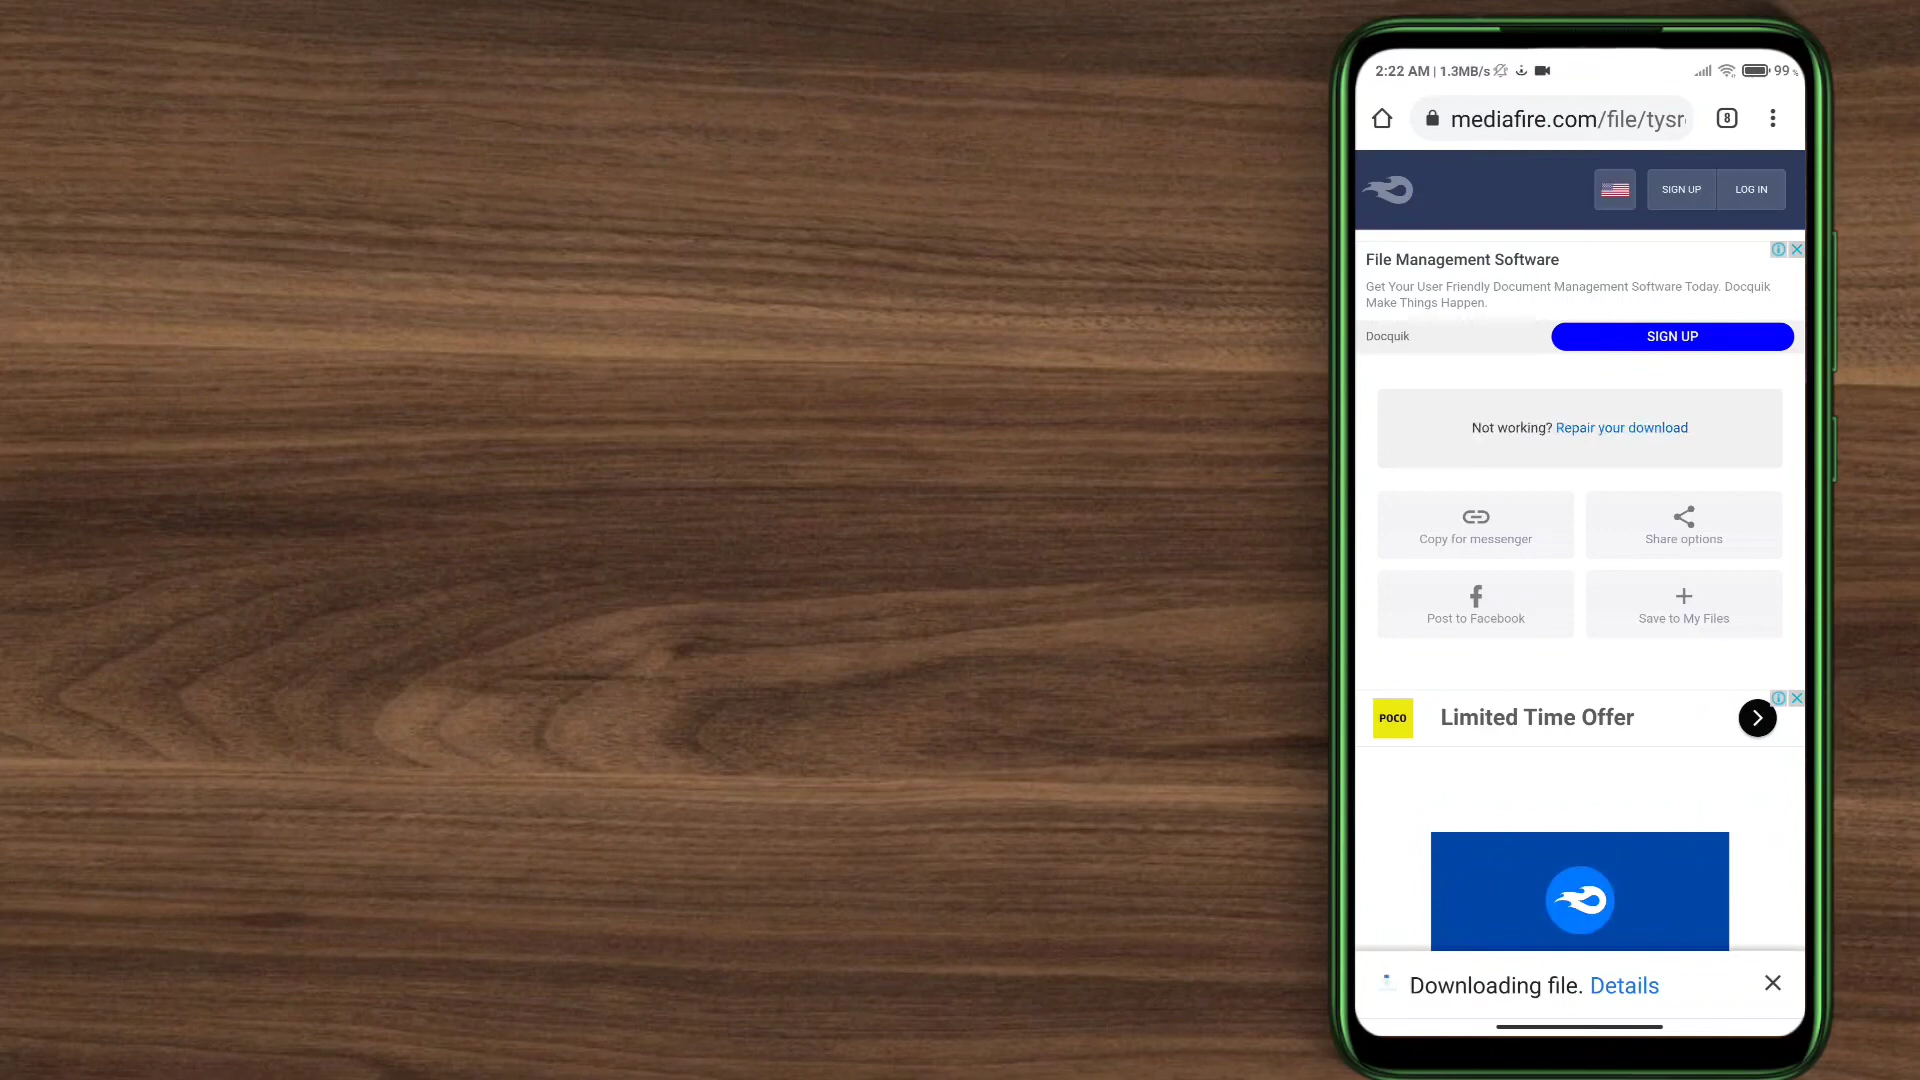 2:22 AM | 1.3MB/s 99%
mediafire.com/file/tysr
8
SIGN UP
LOG IN
File Management Software
Get Your User Friendly Document Management Software Today. Docquik
Make Things Happen.
Docquik
SIGN UP
Not working? Repair your download
Copy for messenger
Share options
Post to Facebook
Save to My Files
POCO
Limited Time Offer
Downloading file. Details